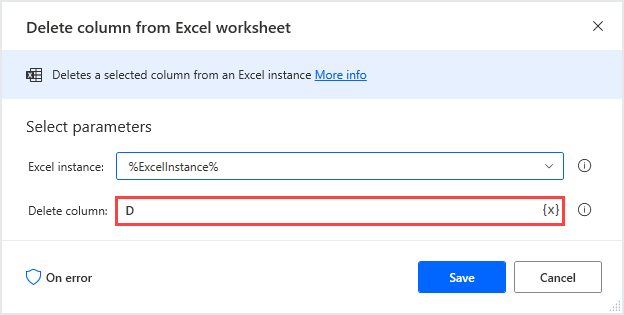 Delete column from Excel worksheet
Deletes a selected column from an Excel instance More info
Select parameters
Excel instance: %ExcelInstance%
Delete column: D {x}
On error Save Cancel